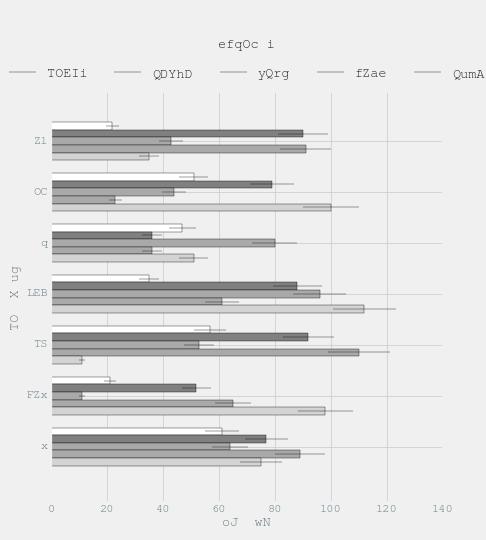 efqOc i
TOEIi QDYhD yQrg fZae QumA
Z1
OC
q
LEB
TS
FZx
x
TO X ug
0 20 40 60 80 100 120 140
oJ wN